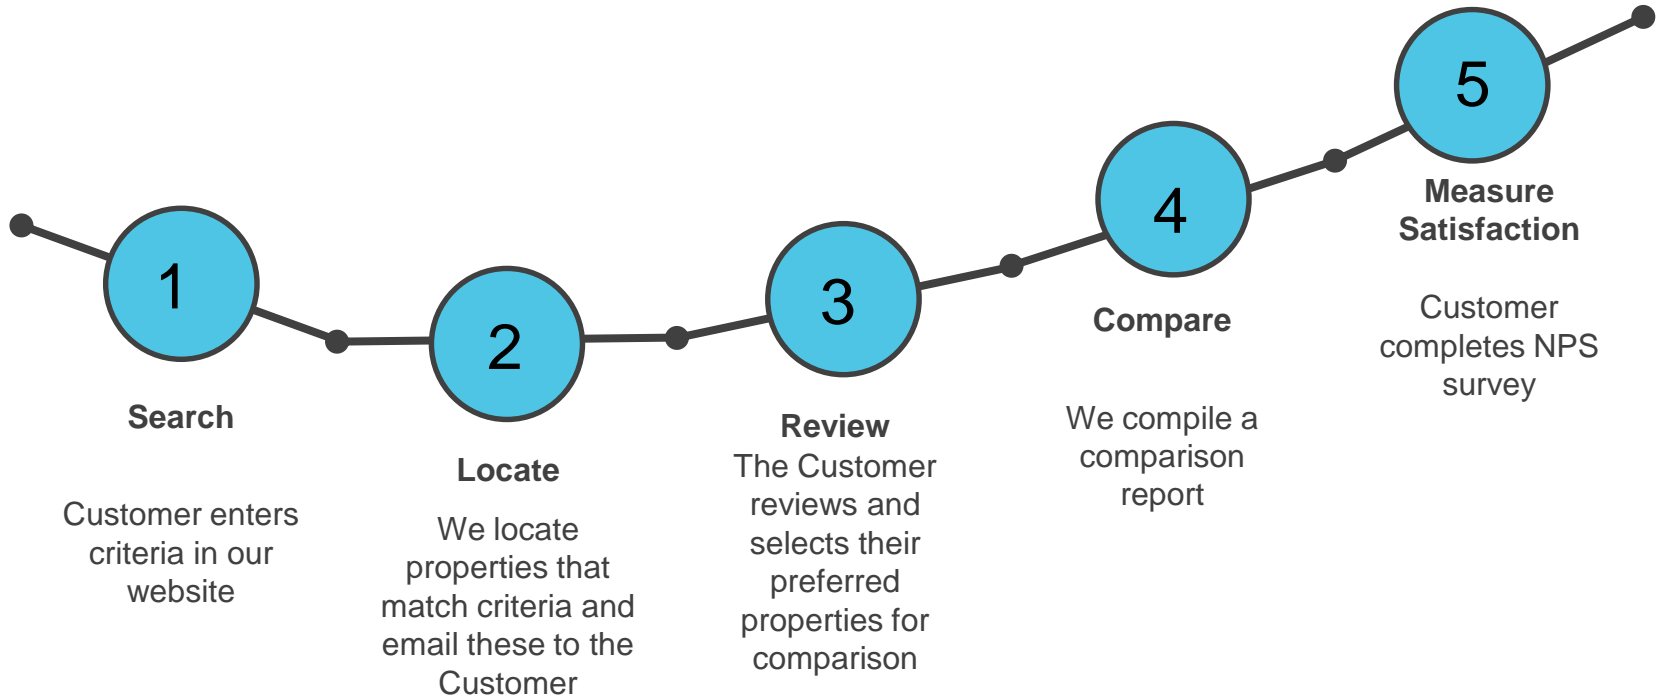 1
Search
Customer enters
criteria in our
website
2
Locate
We locate
properties that
match criteria and
email these to the
Customer
3
Review
The Customer
reviews and
selects their
preferred
properties for
comparison
4
Compare
We compile a
comparison
report
5
Measure
Satisfaction
Customer
completes NPS
survey